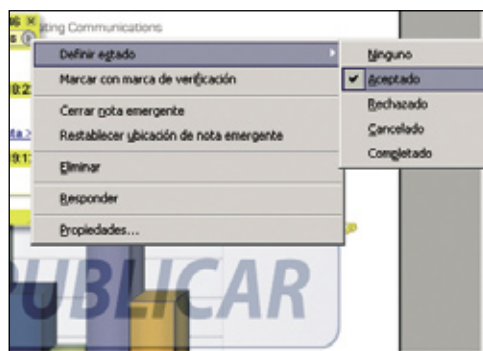 ting Communications
Definir estado
Marcar con marca de verificación
Cerrar nota emergente
Restablecer ubicación de nota emergente
Eliminar
Responder
Propiedades...
Ninguno
Aceptado
Rechazado
Cancelado
Completado
PUBLICAR